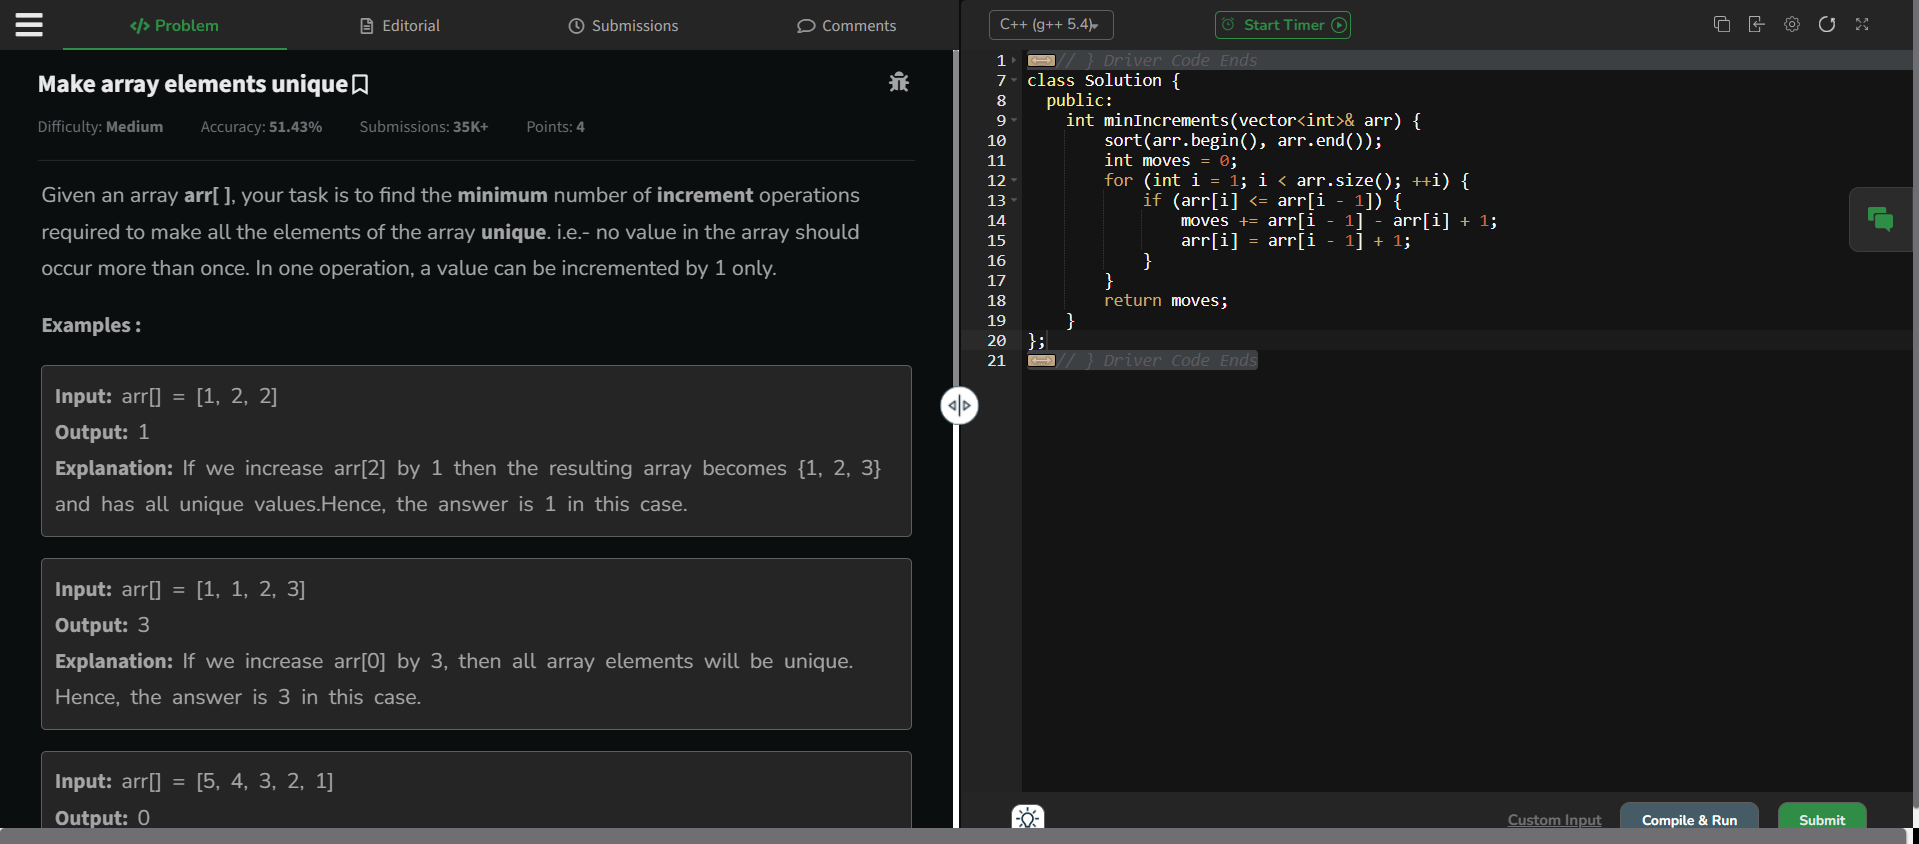 Problem
Editorial
Submissions
Comments
Make array elements unique
Difficulty: Medium Accuracy: 51.43% Submissions: 35K+ Points: 4
Given an array arr[ ], your task is to find the minimum number of increment operations
required to make all the elements of the array unique. i.e.- no value in the array should
occur more than once. In one operation, a value can be incremented by 1 only.
Examples :
Input: arr[] = [1, 2, 2]
Output: 1
Explanation: If we increase arr[2] by 1 then the resulting array becomes {1, 2, 3}
and has all unique values.Hence, the answer is 1 in this case.
Input: arr[] = [1, 1, 2, 3]
Output: 3
Explanation: If we increase arr[0] by 3, then all array elements will be unique.
Hence, the answer is 3 in this case.
Input: arr[] = [5, 4, 3, 2, 1]
Output: 0
C++ (g++ 5.4)
Start Timer
1 // } Driver Code Ends
7 class Solution {
8 public:
9 int minIncrements(vector<int>& arr) {
10 sort(arr.begin(), arr.end());
11 int moves = 0;
12 for (int i = 1; i < arr.size(); ++i) {
13 if (arr[i] <= arr[i - 1]) {
14 moves += arr[i - 1] - arr[i] + 1;
15 arr[i] = arr[i - 1] + 1;
16 }
17 }
18 return moves;
19 }
20 };
21 // } Driver Code Ends
Custom Input
Compile & Run
Submit